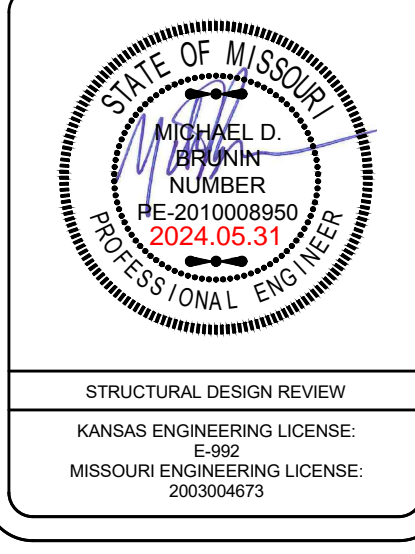 STATE OF MISSOURI
MICHAEL D.
BRUNIN
NUMBER
PE-2010008950
2024.05.31
PROFESSIONAL ENGINEER
STRUCTURAL DESIGN REVIEW
KANSAS ENGINEERING LICENSE:
E-992
MISSOURI ENGINEERING LICENSE:
2003004673